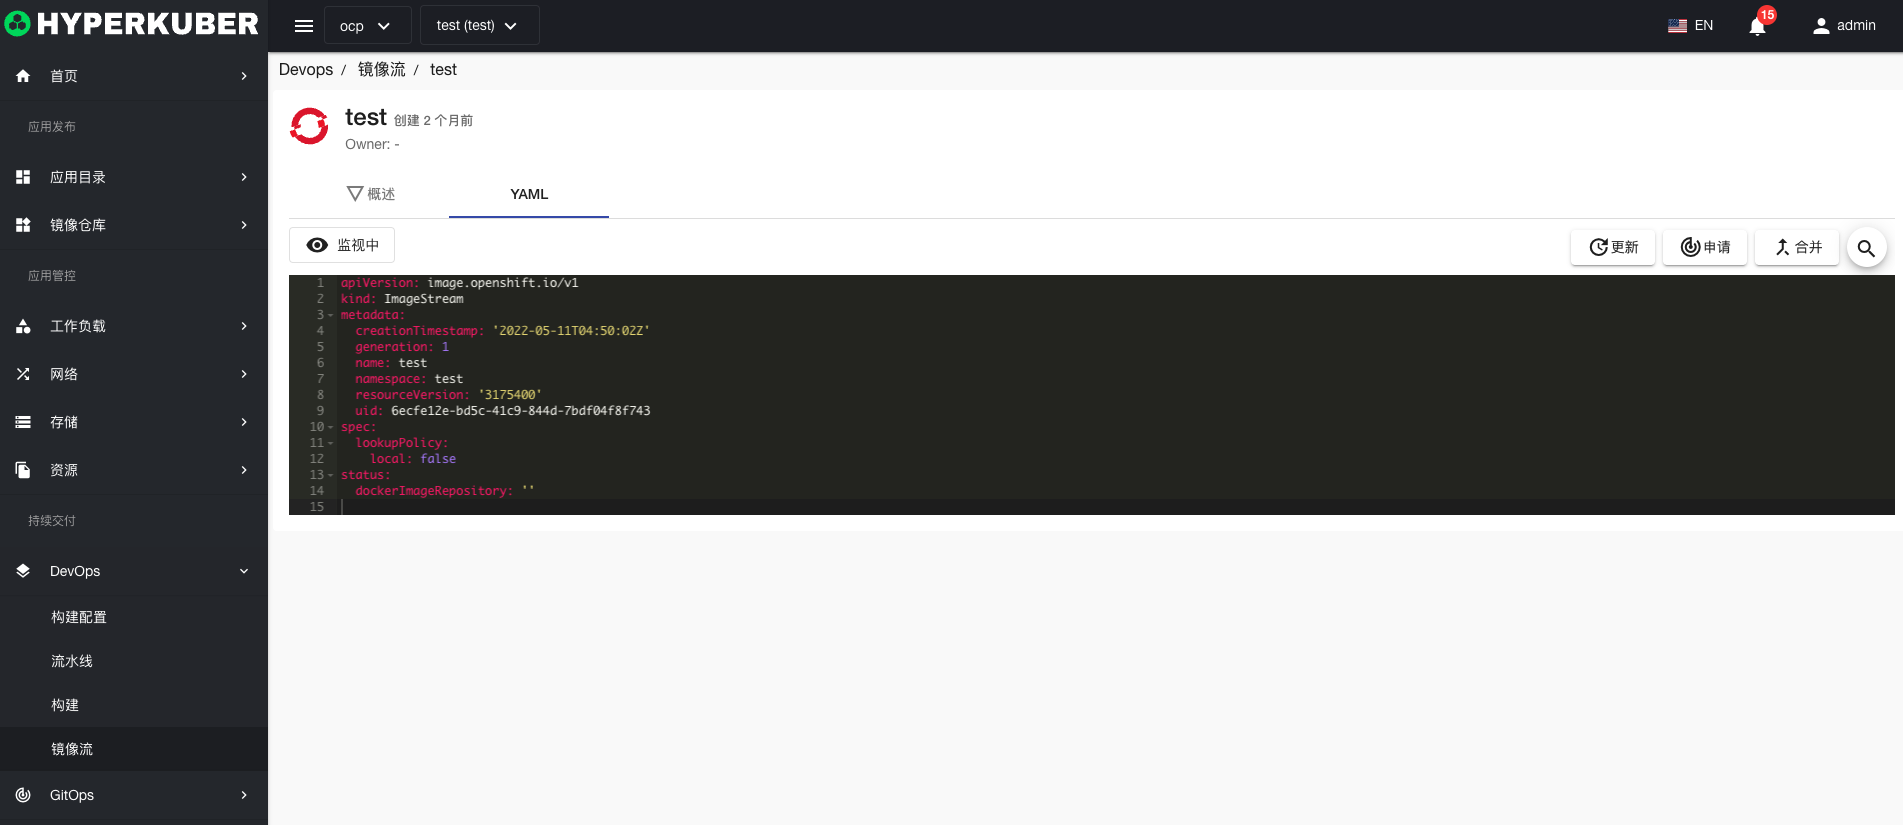 HYPERKUBER
ocp
test (test)
EN
15
admin
首页
应用发布
应用目录
镜像仓库
应用管控
工作负载
网络
存储
资源
持续交付
DevOps
构建配置
流水线
构建
镜像流
GitOps
Devops / 镜像流 / test
test 创建 2 个月前
Owner: -
概述
YAML
监视中
更新
申请
合并
1 apiVersion: image.openshift.io/v1
2 kind: ImageStream
3 metadata:
4 creationTimestamp: '2022-05-11T04:50:02Z'
5 generation: 1
6 name: test
7 namespace: test
8 resourceVersion: '3175400'
9 uid: 6ecfe12e-bd5c-41c9-844d-7bdf04f8f743
10 spec:
11 lookupPolicy:
12 local: false
13 status:
14 dockerImageRepository: ''
15